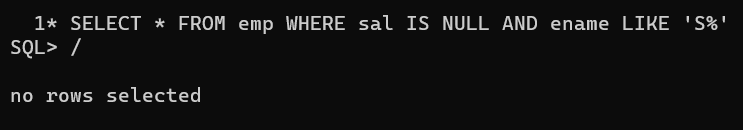 1* SELECT * FROM emp WHERE sal IS NULL AND ename LIKE 'S%'
SQL> /
no rows selected